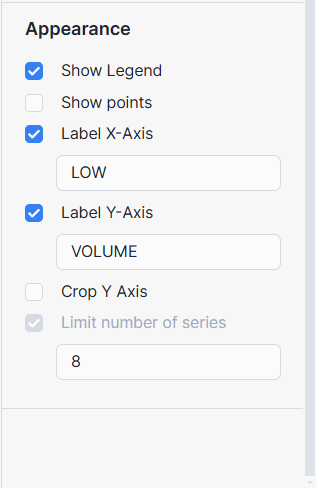 Appearance
Show Legend
Show points
Label X-Axis
LOW
Label Y-Axis
VOLUME
Crop Y Axis
Limit number of series
8